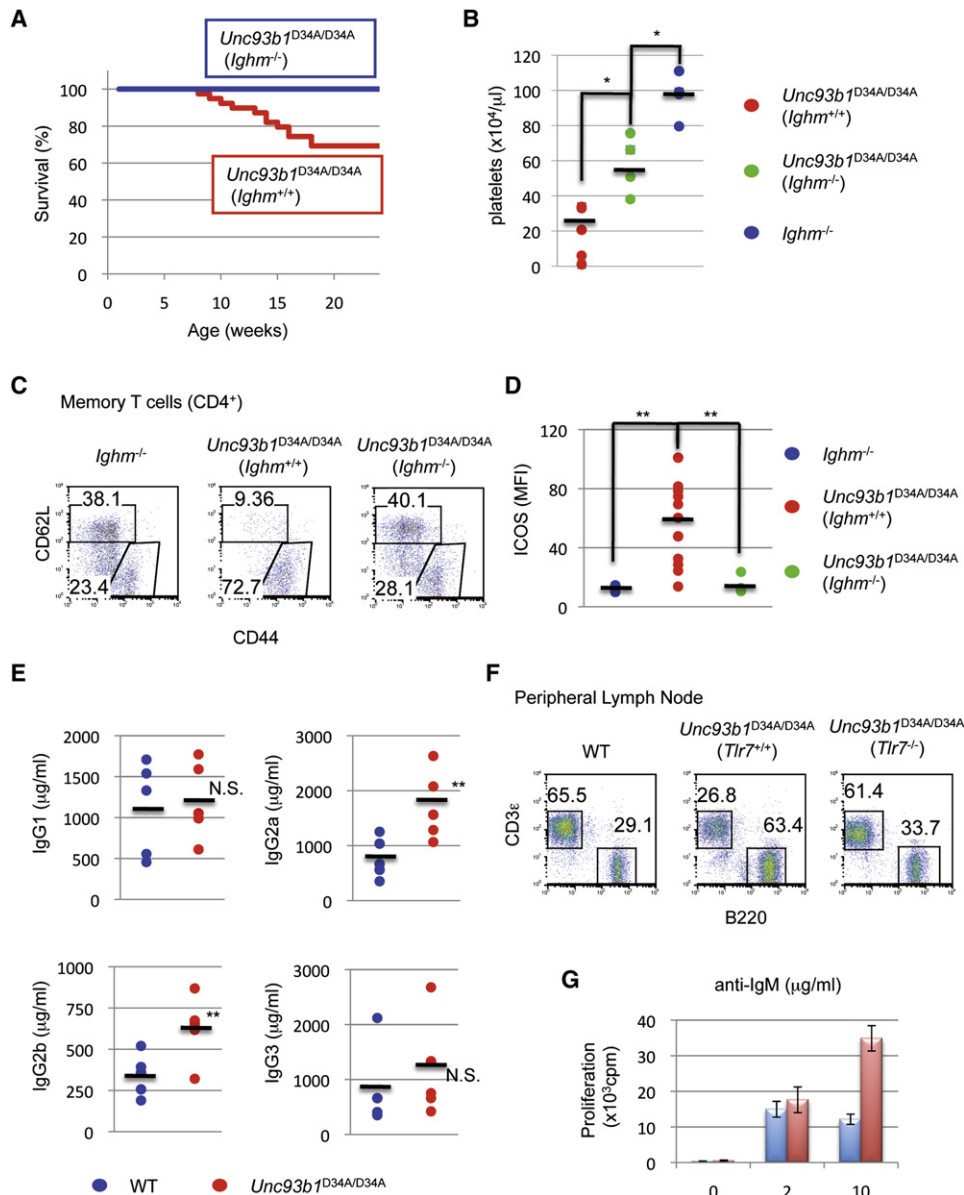 A
Unc93b1D34A/D34A
(Ighm-/-)
100
80
60
40
20
0
Survival (%)
Unc93b1D34A/D34A
(Ighm+/+)
0 5 10 15 20
Age (weeks)
B
*
*
120
100
80
60
40
20
0
platelets (x10⁴/μl)
Unc93b1D34A/D34A
(Ighm+/+)
Unc93b1D34A/D34A
(Ighm-/-)
Ighm-/-
C
Memory T cells (CD4+)
Ighm-/-
Unc93b1D34A/D34A
(Ighm+/+)
Unc93b1D34A/D34A
(Ighm-/-)
CD62L
38.1
23.4
9.36
72.7
40.1
28.1
CD44
D
** **
120
80
40
0
ICOS (MFI)
Ighm-/-
Unc93b1D34A/D34A
(Ighm+/+)
Unc93b1D34A/D34A
(Ighm-/-)
E
2000
1500
1000
500
0
IgG1 (μg/ml)
N.S.
3000
2000
1000
0
IgG2a (μg/ml)
**
1000
750
500
250
0
IgG2b (μg/ml)
**
3000
2000
1000
0
IgG3 (μg/ml)
N.S.
WT Unc93b1D34A/D34A
F
Peripheral Lymph Node
WT
Unc93b1D34A/D34A
(Tlr7+/+)
Unc93b1D34A/D34A
(Tlr7-/-)
CD3ε
65.5
29.1
26.8
63.4
61.4
33.7
B220
G
anti-IgM (μg/ml)
40
30
20
10
0
Proliferation
(x10³cpm)
0 2 10